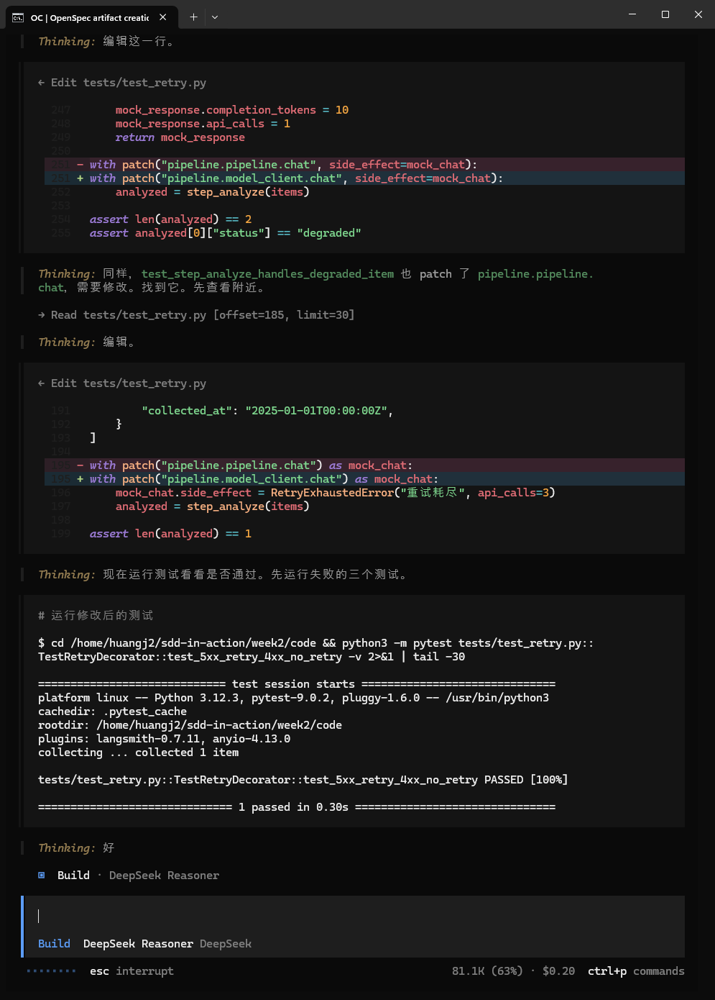 OC | OpenSpec artifact creatic
Thinking: 编辑这一行。
← Edit tests/test_retry.py
247 mock_response.completion_tokens = 10
248 mock_response.api_calls = 1
249 return mock_response
250
251 - with patch("pipeline.pipeline.chat", side_effect=mock_chat):
251 + with patch("pipeline.model_client.chat", side_effect=mock_chat):
252 analyzed = step_analyze(items)
253
254 assert len(analyzed) == 2
255 assert analyzed[0]["status"] == "degraded"
Thinking: 同样, test_step_analyze_handles_degraded_item 也 patch 了 pipeline.pipeline.
chat, 需要修改。找到它。先查看附近。
→ Read tests/test_retry.py [offset=185, limit=30]
Thinking: 编辑。
← Edit tests/test_retry.py
191 "collected_at": "2025-01-01T00:00:00Z",
192 }
193 ]
194
195 - with patch("pipeline.pipeline.chat") as mock_chat:
195 + with patch("pipeline.model_client.chat") as mock_chat:
196 mock_chat.side_effect = RetryExhaustedError("重试耗尽", api_calls=3)
197 analyzed = step_analyze(items)
198
199 assert len(analyzed) == 1
Thinking: 现在运行测试看看是否通过。先运行失败的三个测试。
# 运行修改后的测试
$ cd /home/huangj2/sdd-in-action/week2/code && python3 -m pytest tests/test_retry.py::
TestRetryDecorator::test_5xx_retry_4xx_no_retry -v 2>&1 | tail -30
============================= test session starts ==============================
platform linux -- Python 3.12.3, pytest-9.0.2, pluggy-1.6.0 -- /usr/bin/python3
cachedir: .pytest_cache
rootdir: /home/huangj2/sdd-in-action/week2/code
plugins: langsmith-0.7.11, anyio-4.13.0
collecting ... collected 1 item
tests/test_retry.py::TestRetryDecorator::test_5xx_retry_4xx_no_retry PASSED [100%]
============================== 1 passed in 0.30s ===============================
Thinking: 好
Build · DeepSeek Reasoner
Build DeepSeek Reasoner DeepSeek
esc interrupt 81.1K (63%) · $0.20 ctrl+p commands